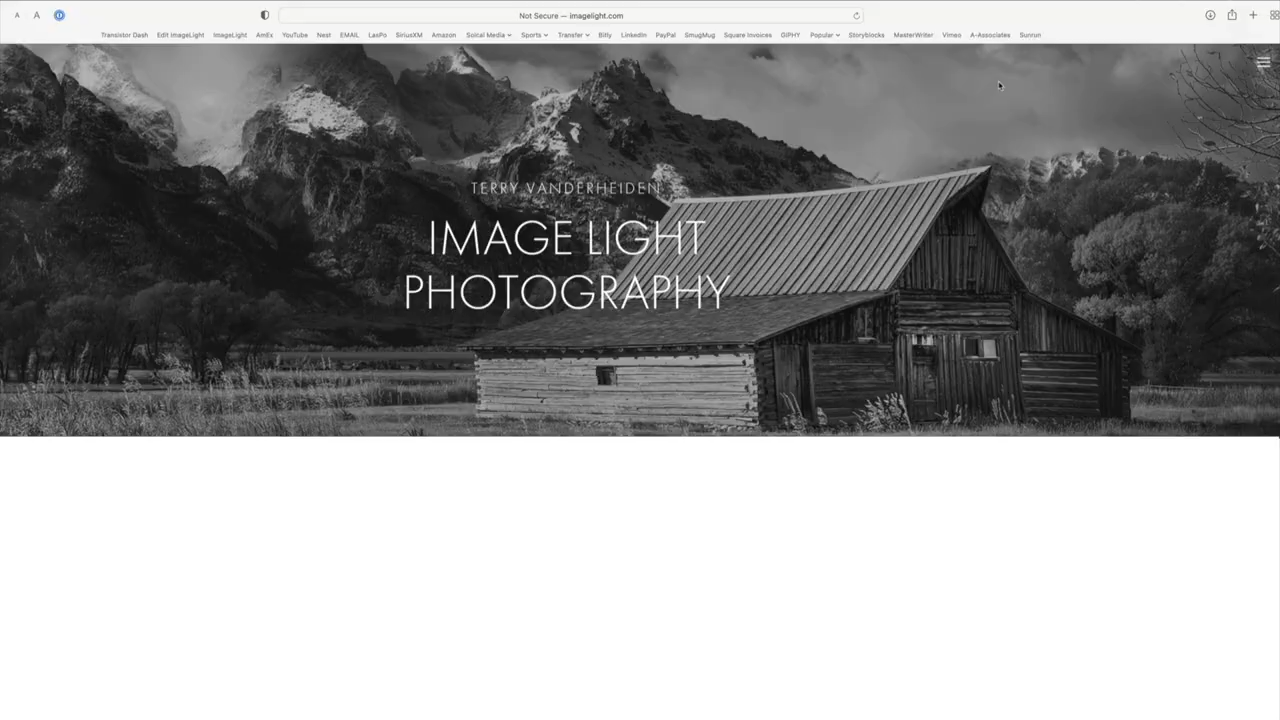 A A Not Secure — imagelight.com
Transistor Dash Edit ImageLight ImageLight AmEx YouTube Nest EMAIL LasPo SiriusXM Amazon Soical Media Sports Transfer Bitly LinkedIn PayPal SmugMug Square Invoices GIPHY Popular Storyblocks MasterWriter Vimeo A-Associates Sunrun
TERRY VANDERHEIDEN
IMAGE LIGHT
PHOTOGRAPHY